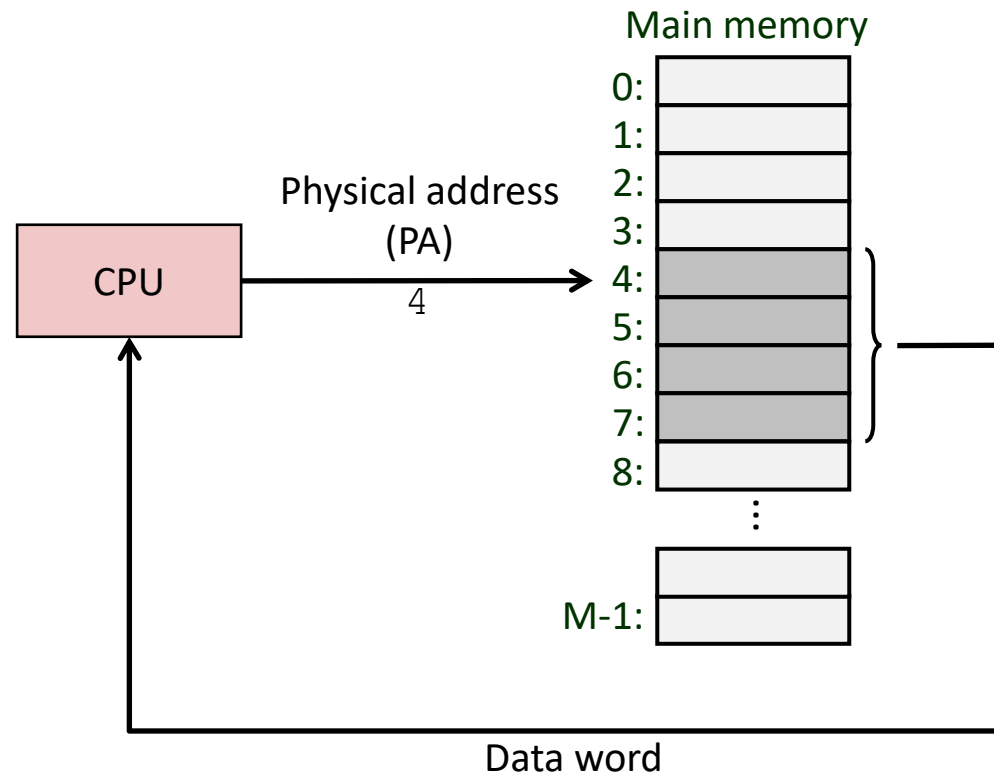 Main memory
0:
1:
2:
Physical address
(PA)
3:
CPU
4
4:
5:
6:
7:
8:
⋮
M-1:
Data word